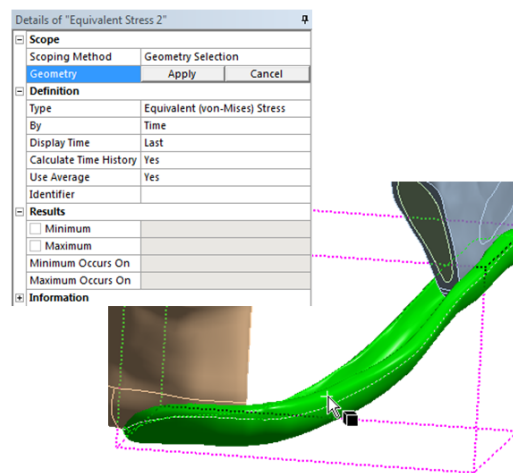 Details of "Equivalent Stress 2"
Scope
Scoping Method Geometry Selection
Geometry Apply Cancel
Definition
Type Equivalent (von-Mises) Stress
By Time
Display Time Last
Calculate Time History Yes
Use Average Yes
Identifier
Results
Minimum
Maximum
Minimum Occurs On
Maximum Occurs On
Information